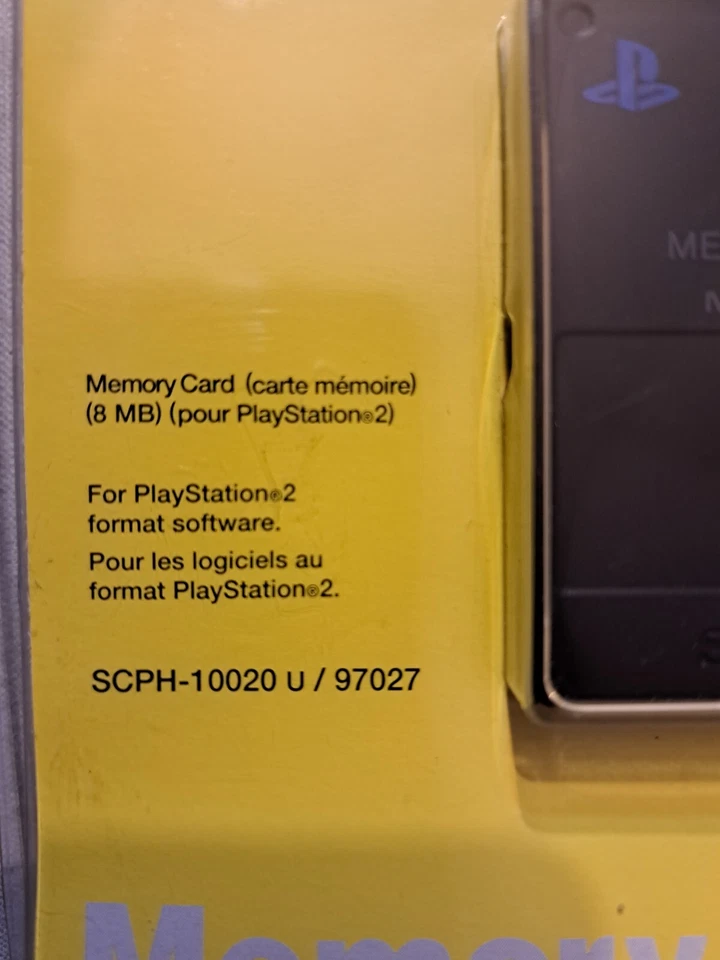 Memory Card (carte mémoire)
(8 MB) (pour PlayStation®2)
For PlayStation®2
format software.
Pour les logiciels au
format PlayStation®2.
SCPH-10020 U / 97027
Memory